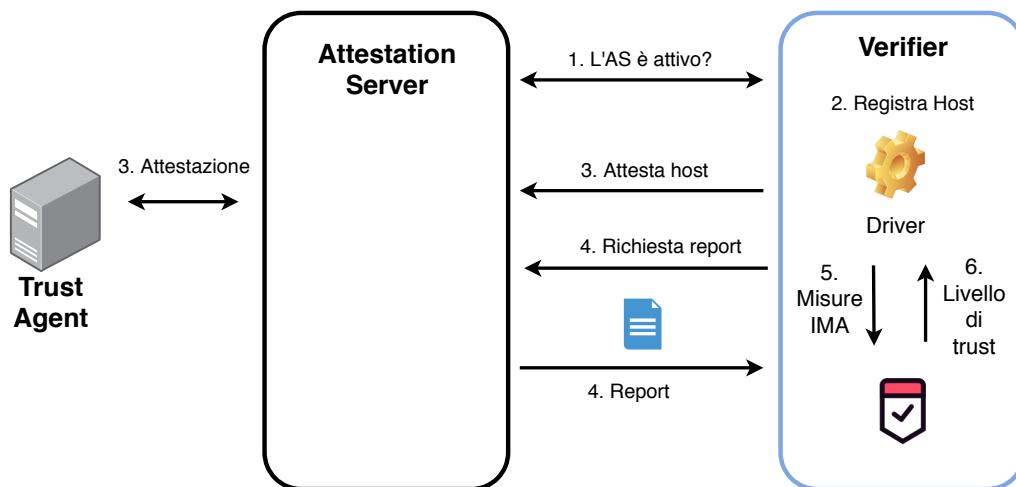 Attestation
Server
Verifier
1. L'AS è attivo?
2. Registra Host
3. Attestazione
3. Attesta host
Driver
4. Richiesta report
Trust
Agent
5.
Misure
IMA
6.
Livello
di
trust
4. Report